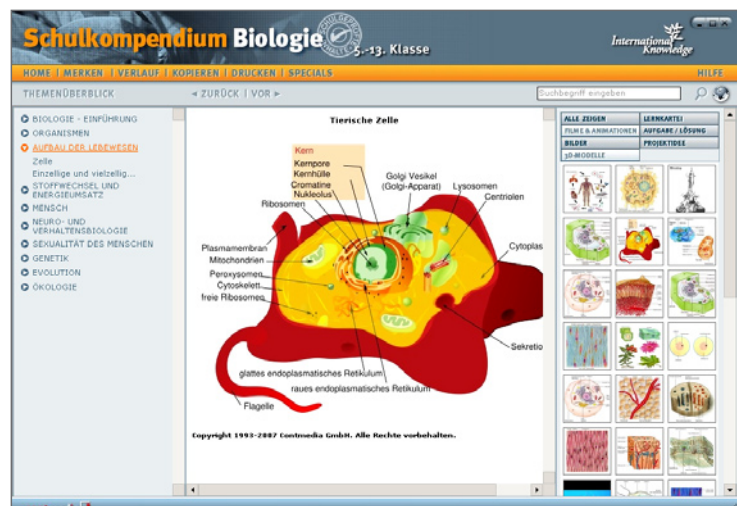 Schulkompendium Biologie
5.-13. Klasse
SCHULGEPRÜFT
INHALTE
International
Knowledge
HOME | MERKEN | VERLAUF | KOPIEREN | DRUCKEN | SPECIALS
HILFE
THEMENÜBERBLICK
◄ ZURÜCK | VOR ►
Suchbegriff eingeben
BIOLOGIE - EINFÜHRUNG
ORGANISMEN
AUFBAU DER LEBEWESEN
Zelle
Einzellige und vielzellig...
STOFFWECHSEL UND
ENERGIEUMSATZ
MENSCH
NEURO- UND
VERHALTENSBIOLOGIE
SEXUALITÄT DES MENSCHEN
GENETIK
EVOLUTION
ÖKOLOGIE
Tierische Zelle
Kern
Kernpore
Kernhülle
Cromatine
Nukleolus
Ribosomen
Golgi Vesikel
(Golgi-Apparat)
Lysosomen
Centriolen
Plasmamembran
Mitochondrien
Peroxysomen
Cytoskelett
freie Ribosomen
Cytoplas
Sekretio
glattes endoplasmatisches Retikulum
raues endoplasmatisches Retikulum
Flagelle
Copyright 1993-2007 Contmedia GmbH. Alle Rechte vorbehalten.
ALLE ZEIGEN
LERNKARTEI
FILME & ANIMATIONEN
AUFGABE / LÖSUNG
BILDER
PROJEKTIDEE
3D-MODELLE